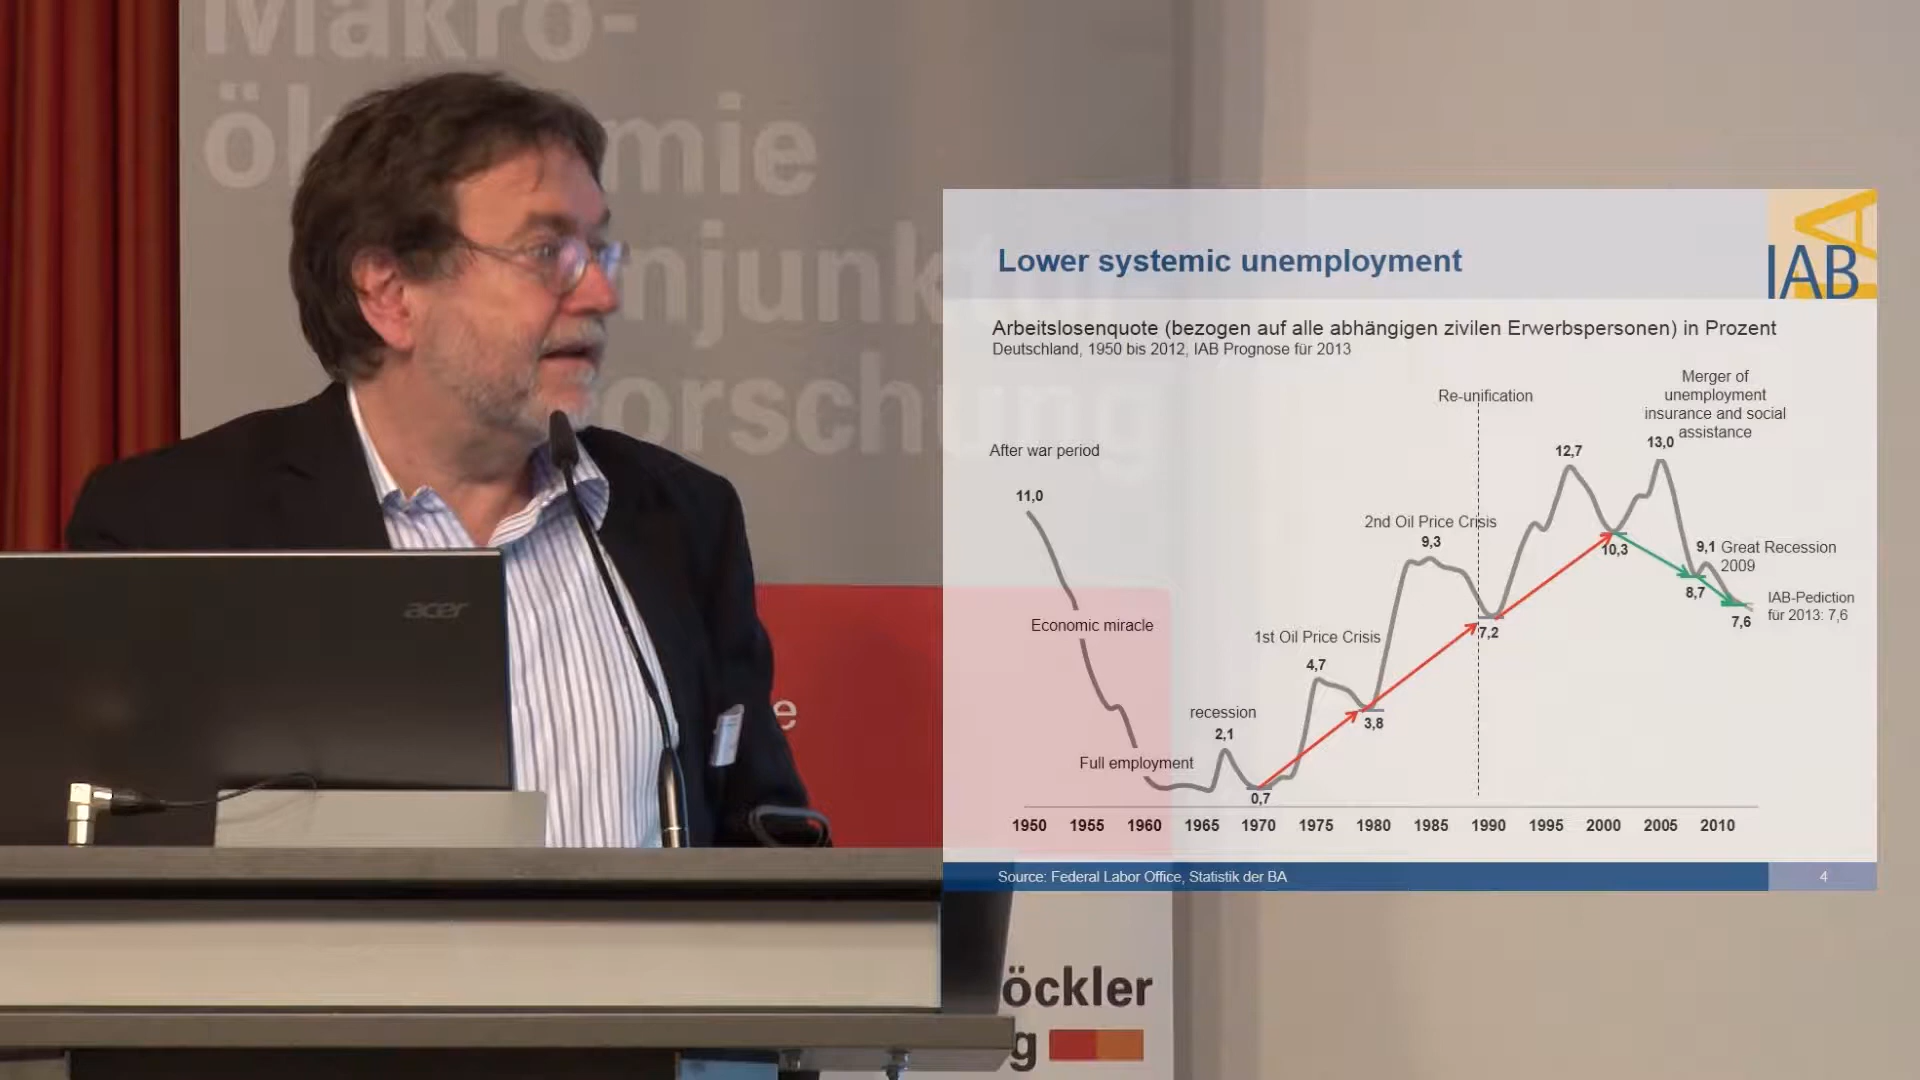 Makro-
mie
njunk
orschung
acer
e
öckler
g
Lower systemic unemployment
IAB
Arbeitslosenquote (bezogen auf alle abhängigen zivilen Erwerbspersonen) in Prozent
Deutschland, 1950 bis 2012, IAB Prognose für 2013
Merger of
unemployment
insurance and social
assistance
Re-unification
13,0
12,7
After war period
11,0
2nd Oil Price Crisis
9,3
10,3
9,1 Great Recession
2009
8,7
IAB-Pediction
für 2013: 7,6
7,6
Economic miracle
7,2
1st Oil Price Crisis
4,7
recession
2,1
3,8
Full employment
0,7
1950 1955 1960 1965 1970 1975 1980 1985 1990 1995 2000 2005 2010
Source: Federal Labor Office, Statistik der BA
4